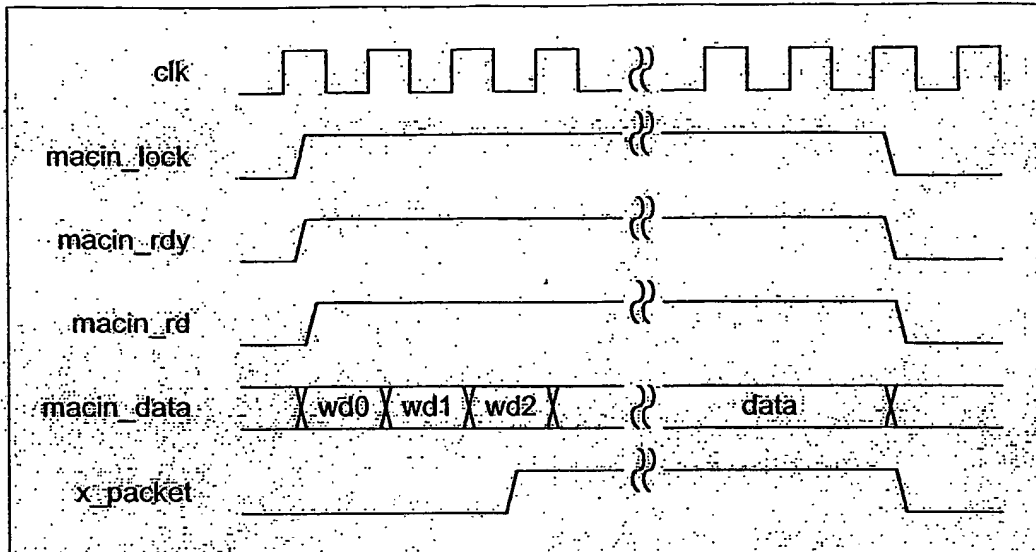 clk
macin_lock
macin_rdy
macin_rd
macin_data wd0 wd1 wd2 data
x_packet